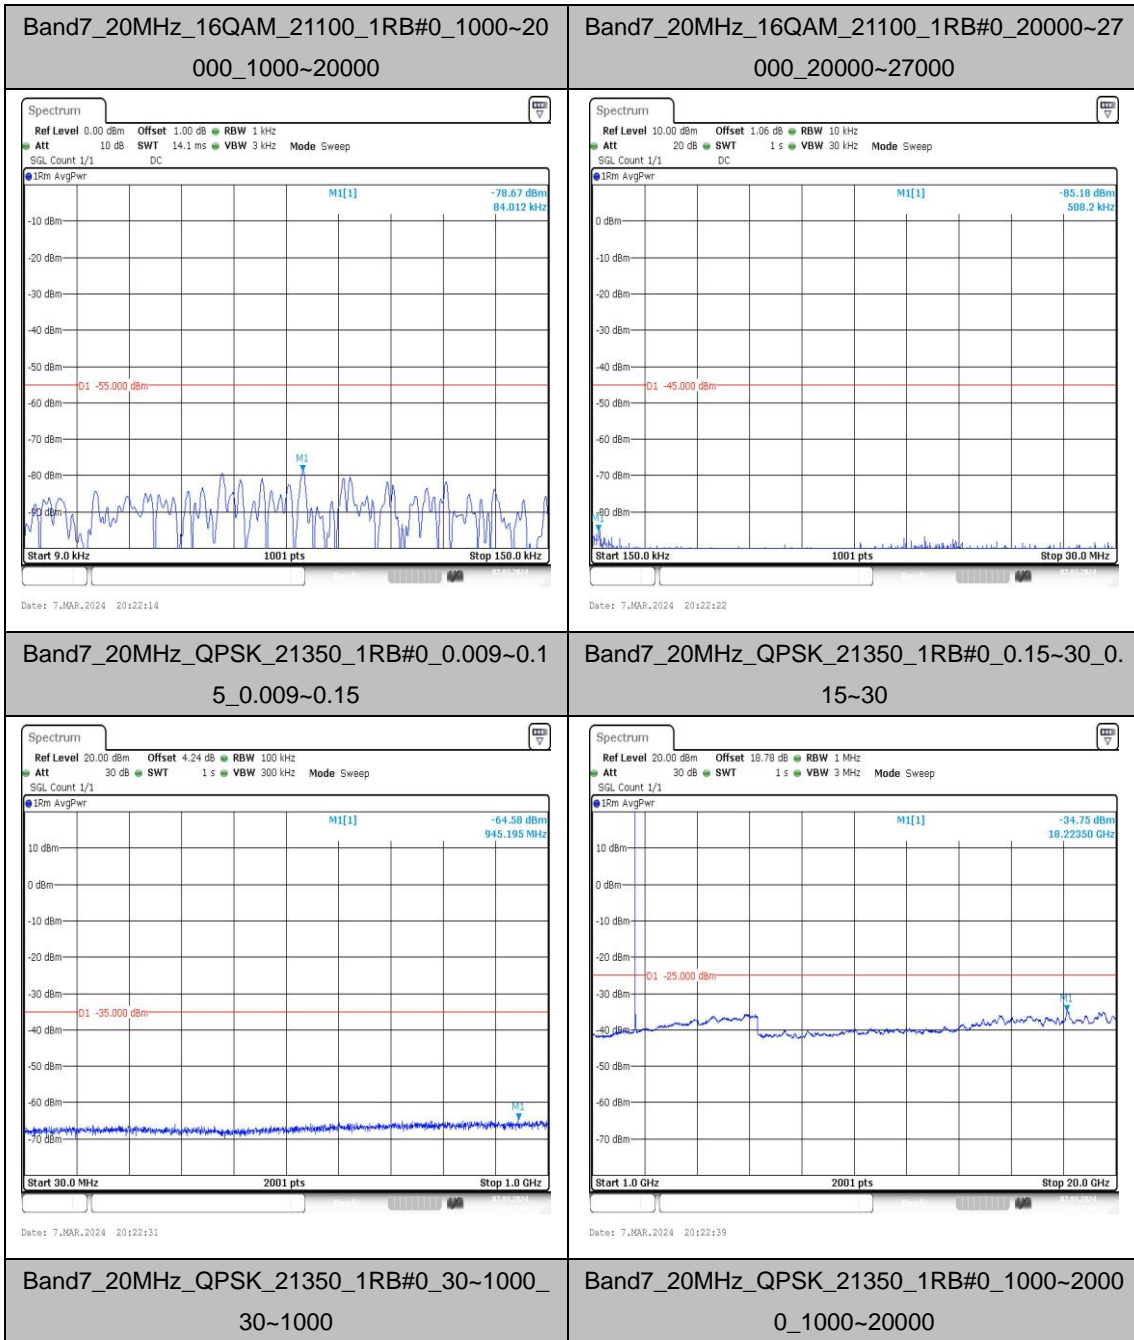 Band7_20MHz_16QAM_21100_1RB#0_1000~20
000_1000~20000
Band7_20MHz_16QAM_21100_1RB#0_20000~27
000_20000~27000
Spectrum
Ref Level 0.00 dBm Offset 1.00 dB RBW 1 kHz
Att 10 dB SWT 14.1 ms VBW 3 kHz Mode Sweep
SGL Count 1/1 DC
1Rm AvgPwr
M1[1] -78.67 dBm
84.012 kHz
-10 dBm
-20 dBm
-30 dBm
-40 dBm
-50 dBm
D1 -55.000 dBm
-60 dBm
-70 dBm
M1
-80 dBm
-90 dBm
Start 9.0 kHz 1001 pts Stop 150.0 kHz
Date: 7.MAR.2024 20:22:14
Spectrum
Ref Level 10.00 dBm Offset 1.06 dB RBW 10 kHz
Att 20 dB SWT 1 s VBW 30 kHz Mode Sweep
SGL Count 1/1 DC
1Rm AvgPwr
M1[1] -85.18 dBm
508.2 kHz
0 dBm
-10 dBm
-20 dBm
-30 dBm
-40 dBm
D1 -45.000 dBm
-50 dBm
-60 dBm
-70 dBm
-80 dBm
M1
Start 150.0 kHz 1001 pts Stop 30.0 MHz
Date: 7.MAR.2024 20:22:22
Band7_20MHz_QPSK_21350_1RB#0_0.009~0.1
5_0.009~0.15
Band7_20MHz_QPSK_21350_1RB#0_0.15~30_0.
15~30
Spectrum
Ref Level 20.00 dBm Offset 4.24 dB RBW 100 kHz
Att 30 dB SWT 1 s VBW 300 kHz Mode Sweep
SGL Count 1/1
1Rm AvgPwr
M1[1] -64.58 dBm
945.195 MHz
10 dBm
0 dBm
-10 dBm
-20 dBm
-30 dBm
D1 -35.000 dBm
-40 dBm
-50 dBm
-60 dBm
M1
-70 dBm
Start 30.0 MHz 2001 pts Stop 1.0 GHz
Date: 7.MAR.2024 20:22:31
Spectrum
Ref Level 20.00 dBm Offset 18.78 dB RBW 1 MHz
Att 30 dB SWT 1 s VBW 3 MHz Mode Sweep
SGL Count 1/1
1Rm AvgPwr
M1[1] -34.75 dBm
18.22350 GHz
10 dBm
0 dBm
-10 dBm
-20 dBm
D1 -25.000 dBm
-30 dBm
M1
-40 dBm
-50 dBm
-60 dBm
-70 dBm
Start 1.0 GHz 2001 pts Stop 20.0 GHz
Date: 7.MAR.2024 20:22:39
Band7_20MHz_QPSK_21350_1RB#0_30~1000_
30~1000
Band7_20MHz_QPSK_21350_1RB#0_1000~2000
0_1000~20000